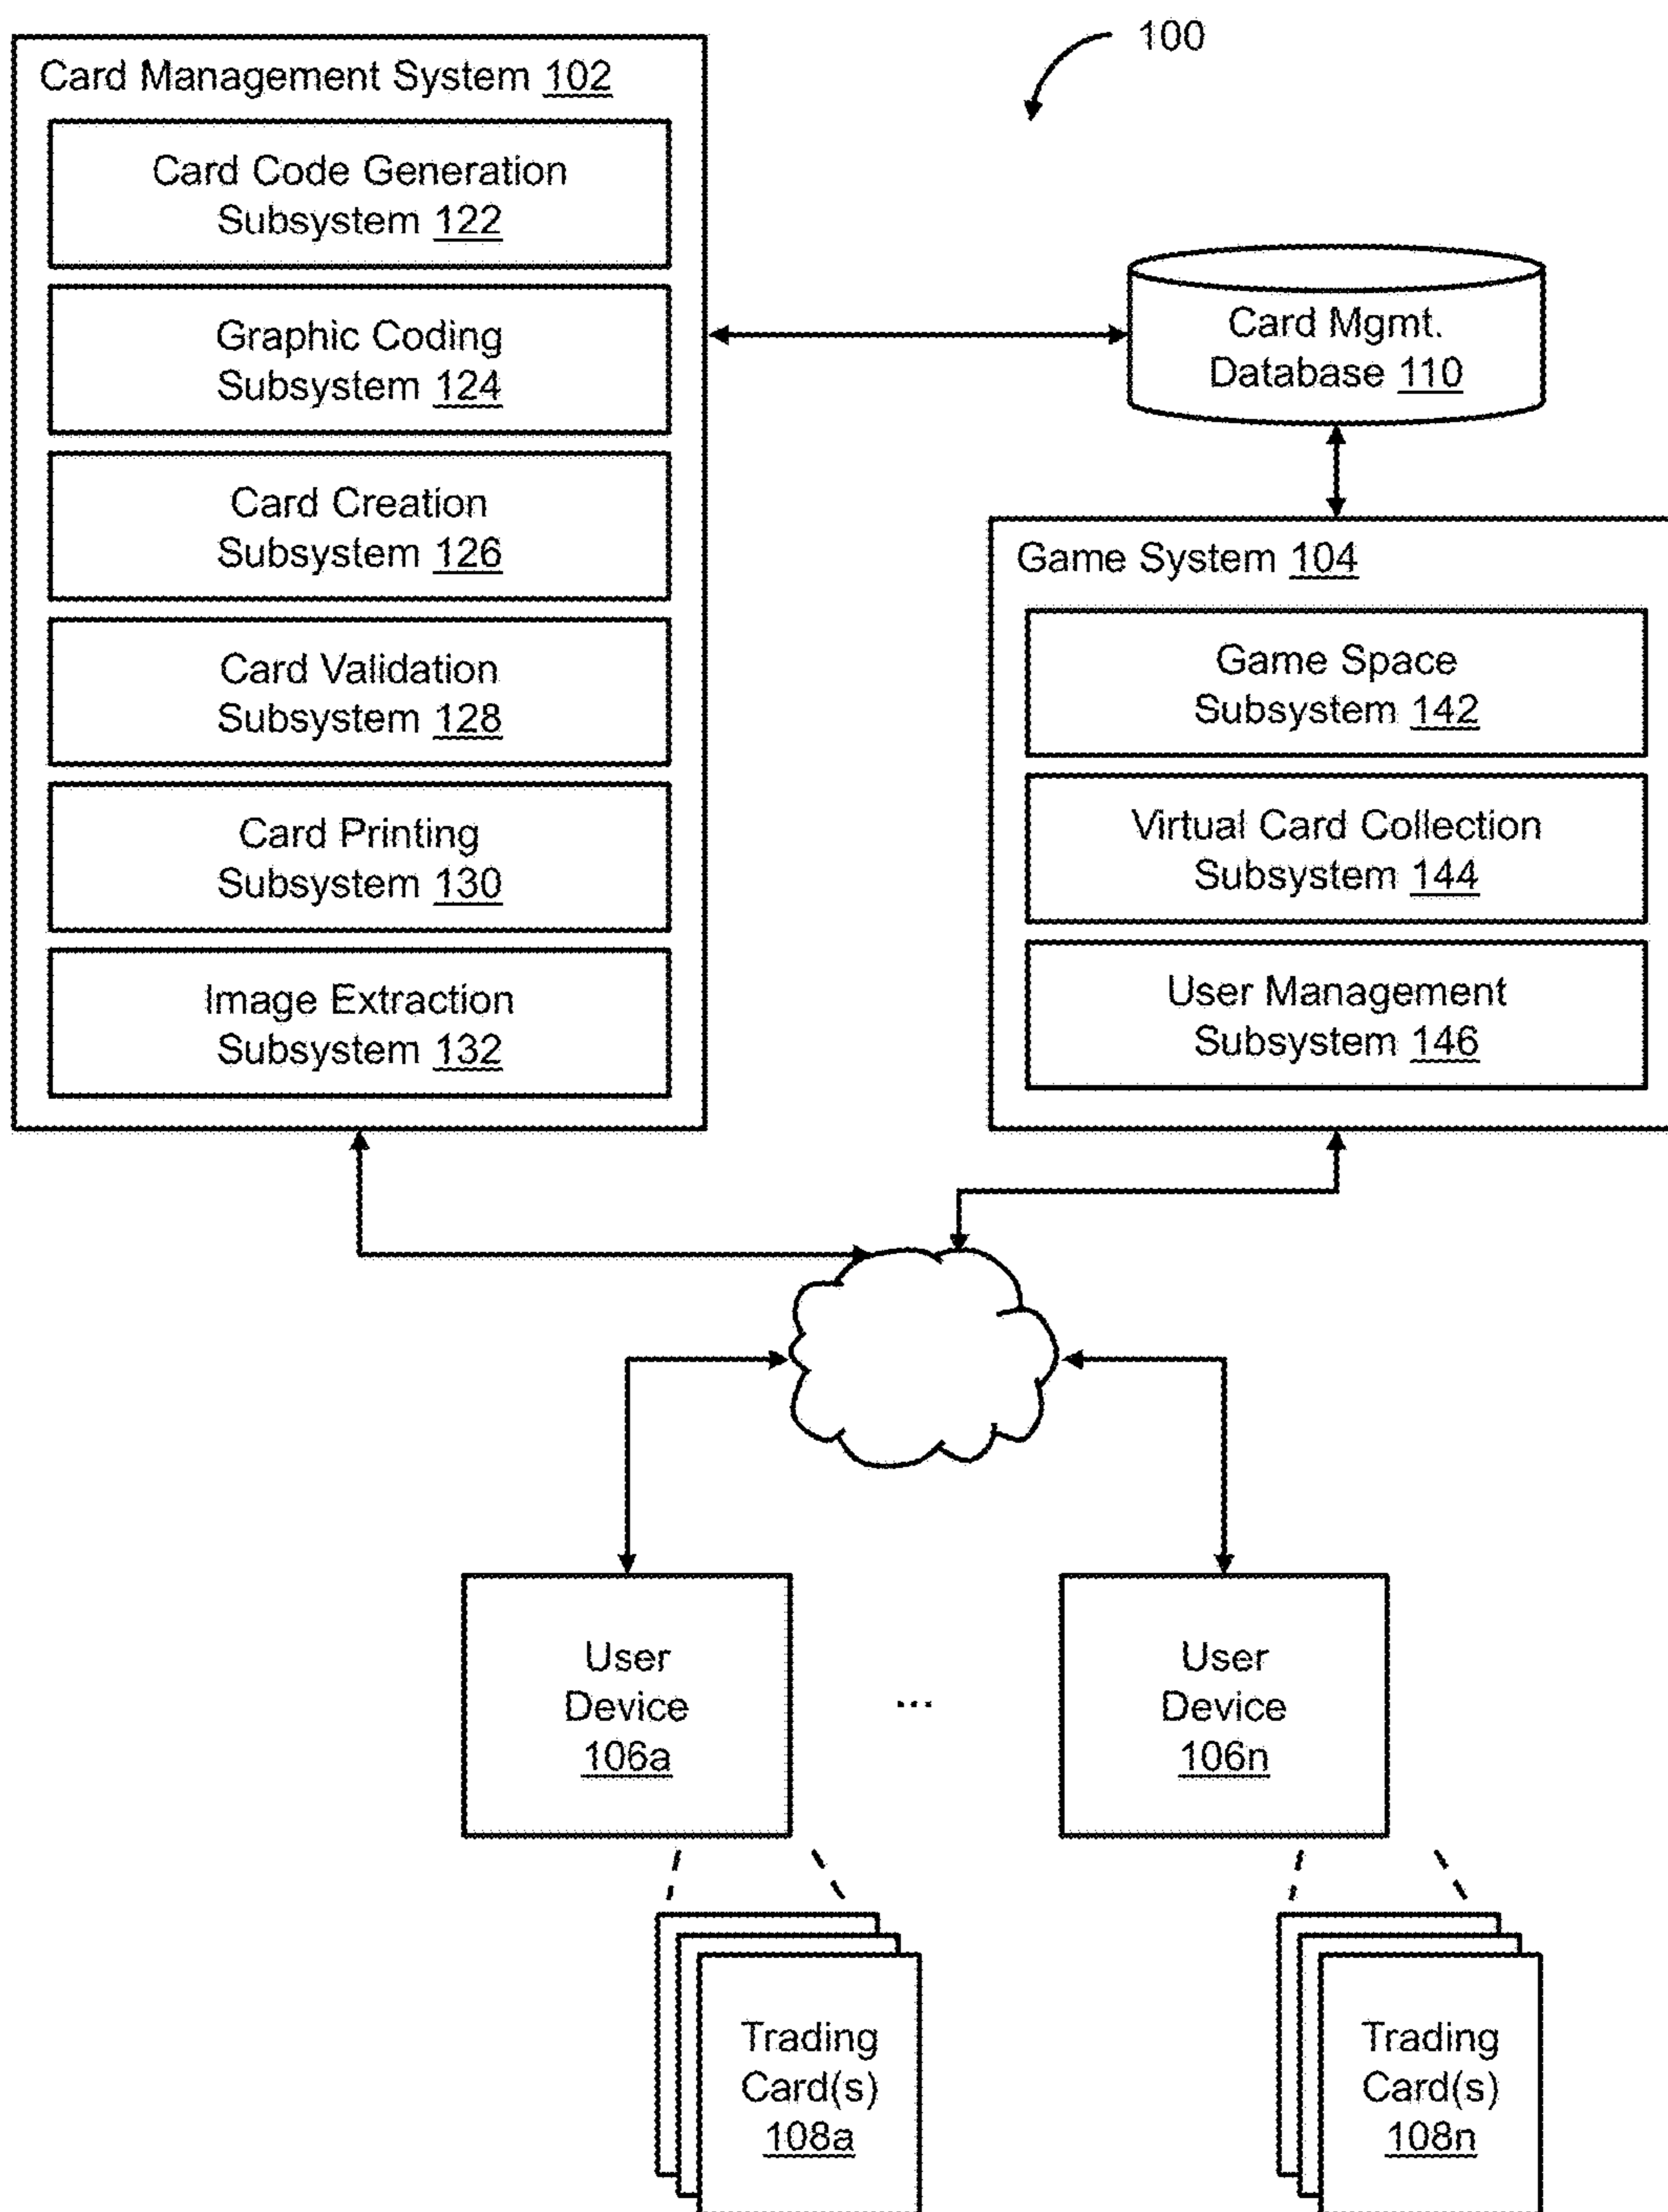 100
Card Management System 102
Card Code Generation
Subsystem 122
Graphic Coding
Subsystem 124
Card Creation
Subsystem 126
Card Validation
Subsystem 128
Card Printing
Subsystem 130
Image Extraction
Subsystem 132
Card Mgmt.
Database 110
Game System 104
Game Space
Subsystem 142
Virtual Card Collection
Subsystem 144
User Management
Subsystem 146
User
Device
106a
...
User
Device
106n
Trading
Card(s)
108a
Trading
Card(s)
108n